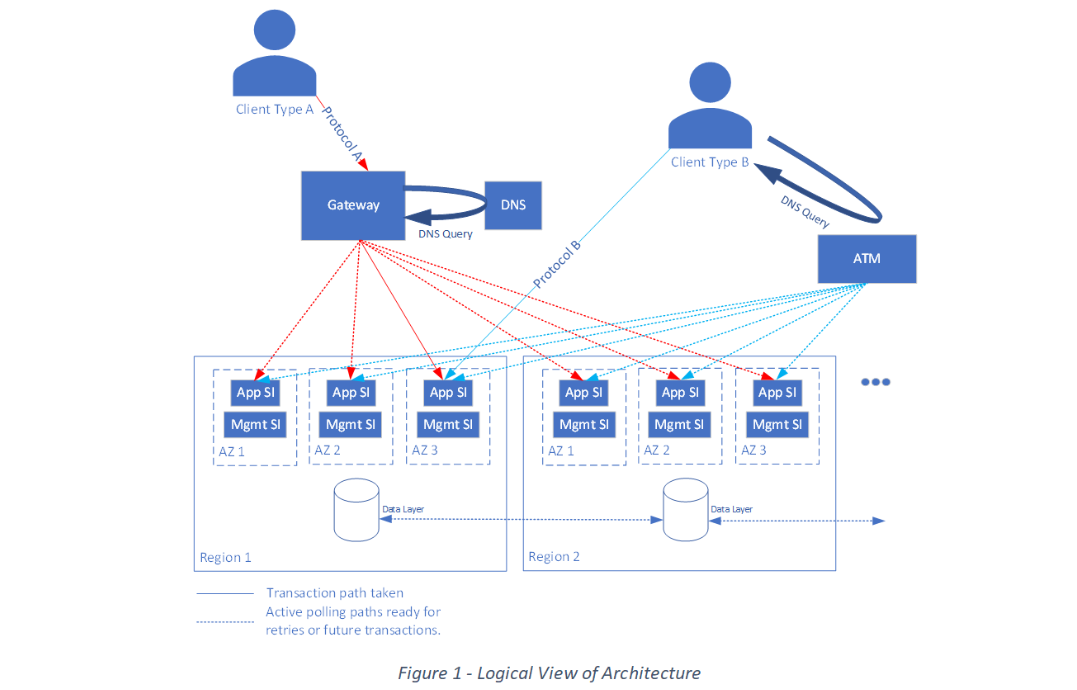 Client Type A
Protocol A
Client Type B
Gateway
DNS
DNS Query
DNS Query
Protocol B
ATM
App SI
App SI
App SI
App SI
App SI
App SI
Mgmt SI
Mgmt SI
Mgmt SI
Mgmt SI
Mgmt SI
Mgmt SI
AZ 1
AZ 2
AZ 3
AZ 1
AZ 2
AZ 3
Data Layer
Data Layer
Region 1
Region 2
Transaction path taken
Active polling paths ready for
retries or future transactions.
Figure 1 - Logical View of Architecture